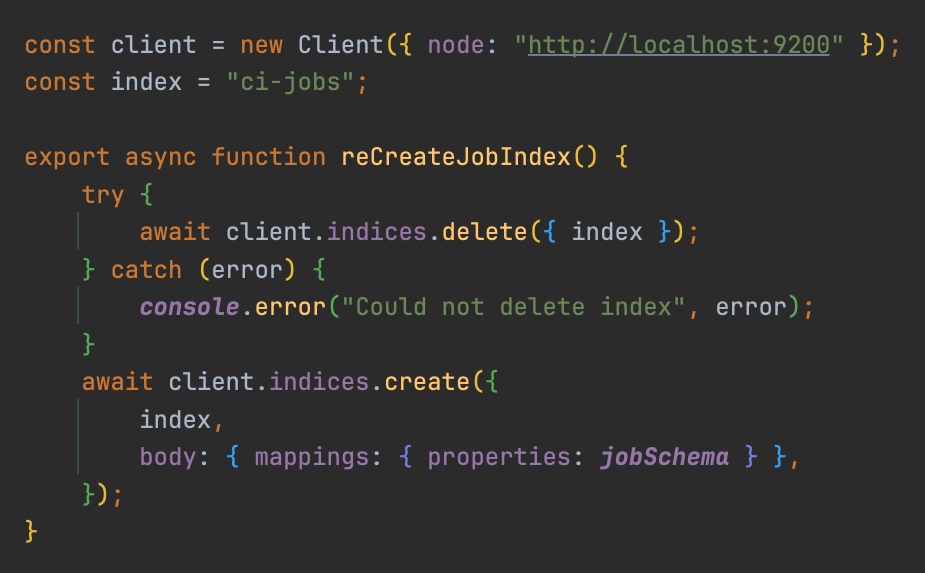 const client = new Client({ node: "http://localhost:9200" });
const index = "ci-jobs";

export async function reCreateJobIndex() {
    try {
        await client.indices.delete({ index });
    } catch (error) {
        console.error("Could not delete index", error);
    }
    await client.indices.create({
        index,
        body: { mappings: { properties: jobSchema } },
    });
}